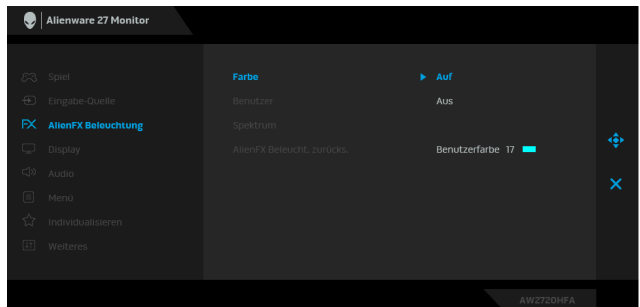 Alienware 27 Monitor
Spiel
Eingabe-Quelle
FX AlienFX Beleuchtung
Display
Audio
Menü
Individualisieren
Weiteres
Farbe
Auf
Benutzer
Aus
Spektrum
AlienFX Beleucht. zurücks.
Benutzerfarbe 17
AW2720HFA